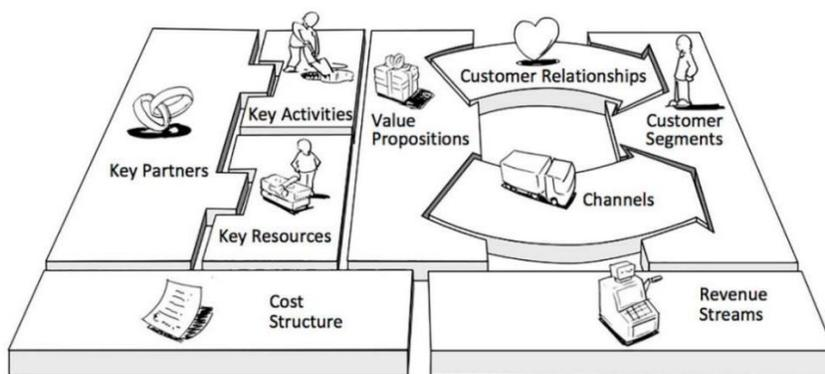 Key Partners
Key Activities
Key Resources
Value
Propositions
Customer Relationships
Channels
Customer
Segments
Cost
Structure
Revenue
Streams